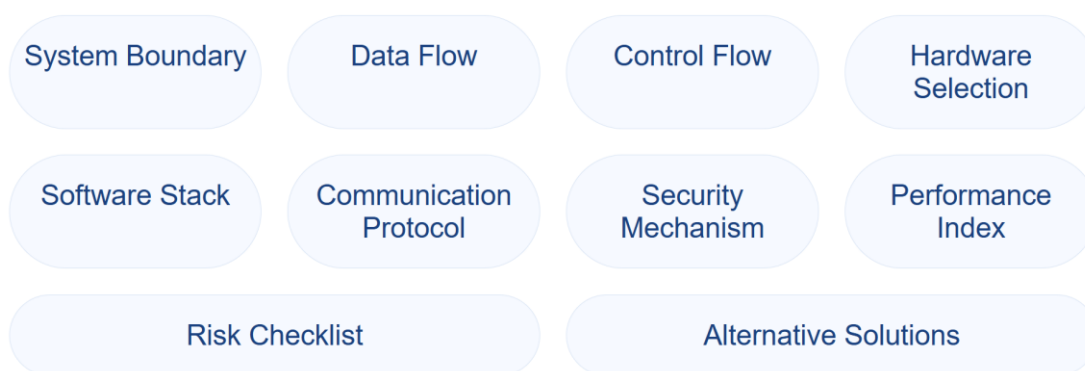 System Boundary
Data Flow
Control Flow
Hardware
Selection
Software Stack
Communication
Protocol
Security
Mechanism
Performance
Index
Risk Checklist
Alternative Solutions